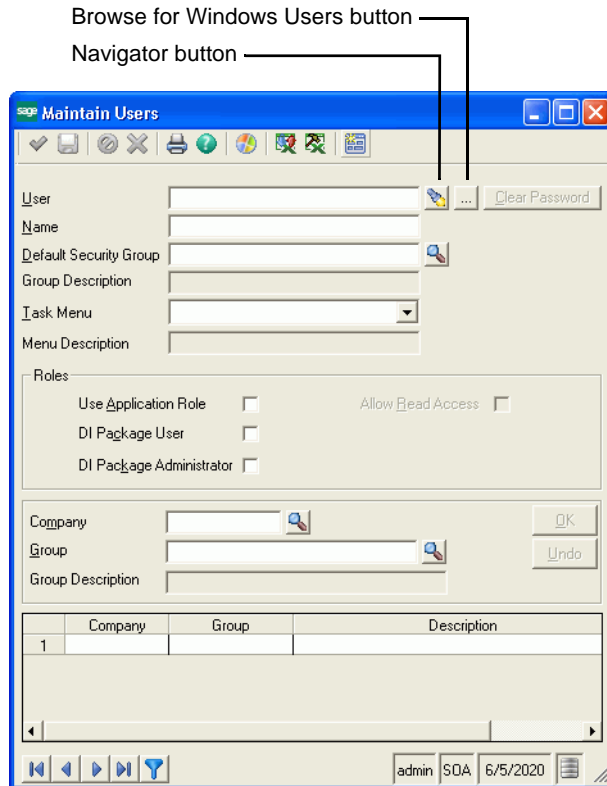 Browse for Windows Users button
Navigator button
sage Maintain Users
User ... Clear Password
Name
Default Security Group
Group Description
Task Menu
Menu Description
Roles
Use Application Role Allow Read Access
DI Package User
DI Package Administrator
Company OK
Group Undo
Group Description
Company Group Description
1
admin SOA 6/5/2020